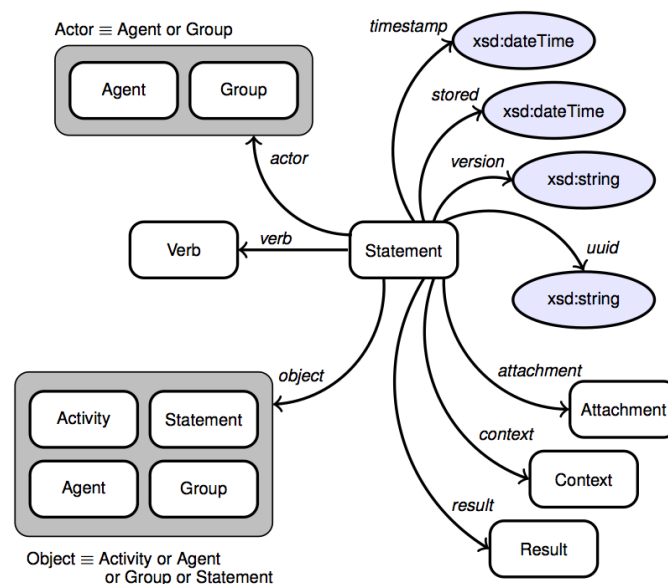 Actor ≡ Agent or Group
Agent
Group
actor
timestamp
xsd:dateTime
stored
xsd:dateTime
version
xsd:string
Verb
verb
Statement
uuid
xsd:string
object
Activity
Statement
Agent
Group
Object ≡ Activity or Agent
or Group or Statement
attachment
Attachment
context
Context
result
Result